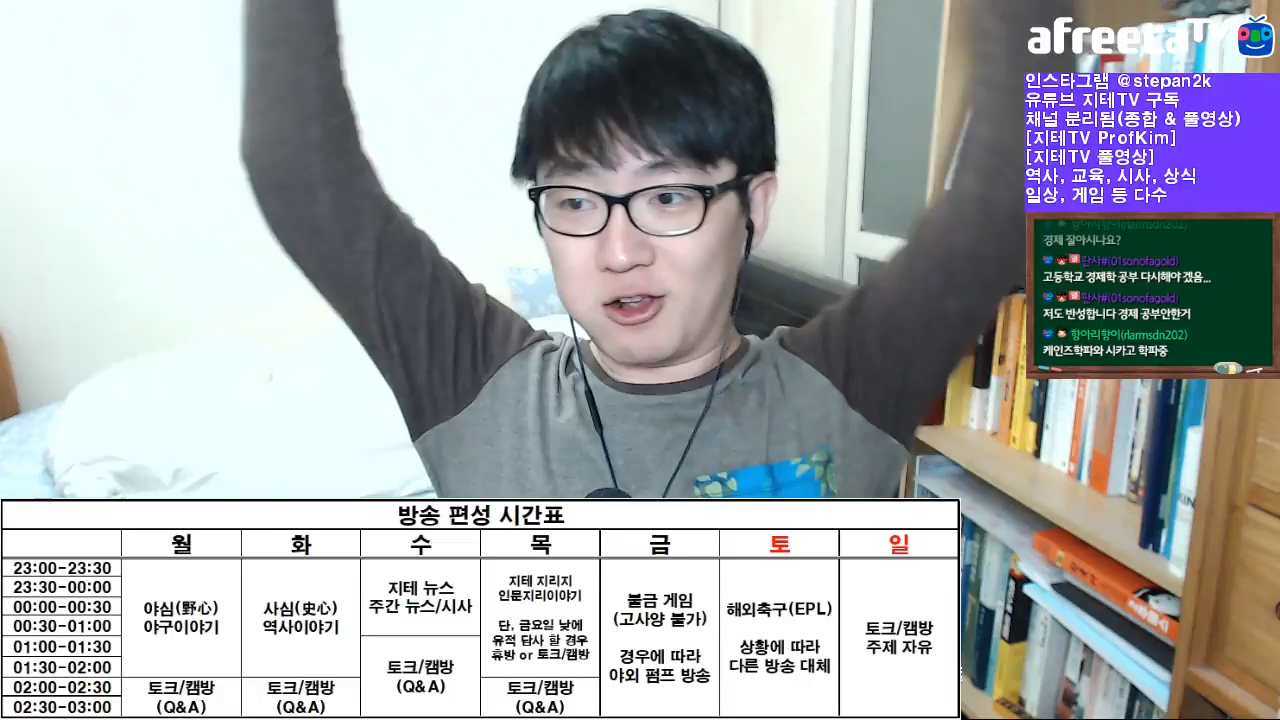 afreecaTV
인스타그램 @stepan2k
유튜브 지테TV 구독
채널 분리됨(종합 & 풀영상)
[지테TV ProfKim]
[지테TV 풀영상]
역사, 교육, 시사, 상식
일상, 게임 등 다수
항아리항이(rlarmsdn202)
경제 잘아시나요?
판사#(01sonofagold)
고등학교 경제학 공부 다시해야 겠음...
판사#(01sonofagold)
저도 반성합니다 경제 공부안한거
항아리항이(rlarmsdn202)
케인즈학파와 시카고 학파중
방송 편성 시간표
월 화 수 목 금 토 일
23:00-23:30
23:30-00:00
00:00-00:30
00:30-01:00
01:00-01:30
01:30-02:00
02:00-02:30
02:30-03:00
야심(野心)
야구이야기
토크/캠방
(Q&A)
사심(史心)
역사이야기
토크/캠방
(Q&A)
지테 뉴스
주간 뉴스/시사
토크/캠방
(Q&A)
지테 지리지
인문지리이야기
단, 금요일 낮에
유적 답사 할 경우
휴방 or 토크/캠방
토크/캠방
(Q&A)
불금 게임
(고사양 불가)
경우에 따라
야외 펌프 방송
해외축구(EPL)
상황에 따라
다른 방송 대체
토크/캠방
주제 자유